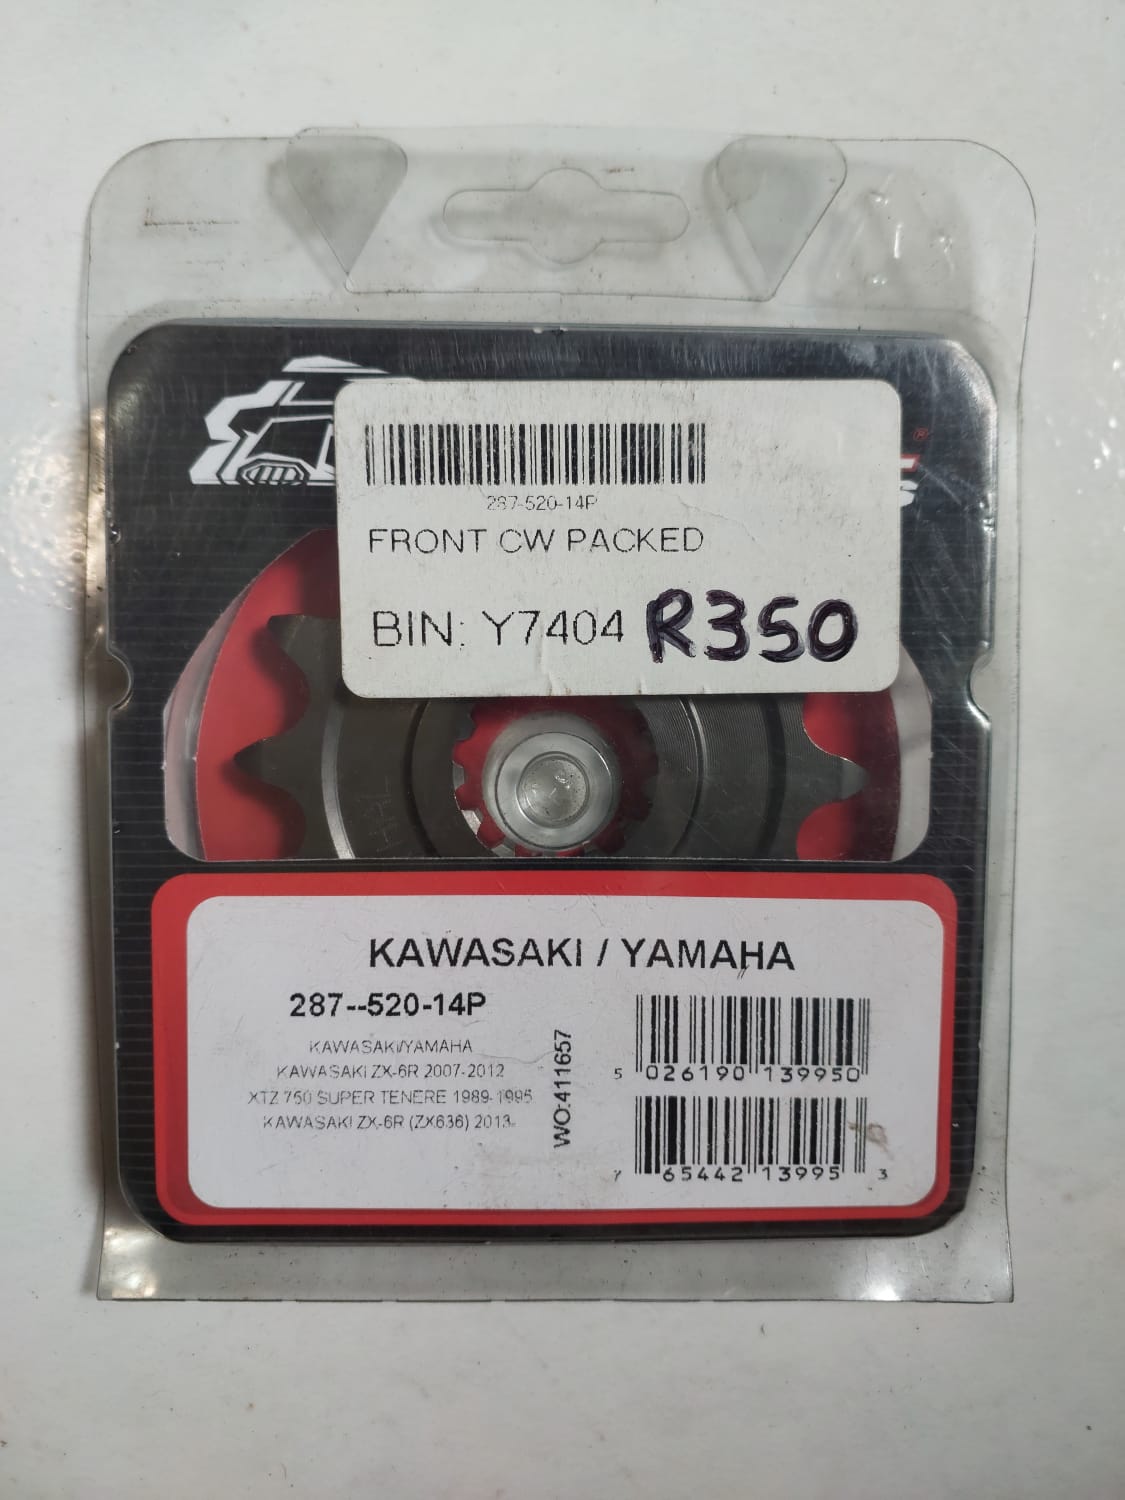 287-520-14P
FRONT CW PACKED
BIN: Y7404 R350
®
KAWASAKI / YAMAHA
287--520-14P
KAWASAKI/YAMAHA
KAWASAKI ZX-6R 2007-2012
XTZ 750 SUPER TENERE 1989-1995
KAWASAKI ZX-6R (ZX636) 2013-
WO:411657
5 026190 139950
7 65442 13995 3